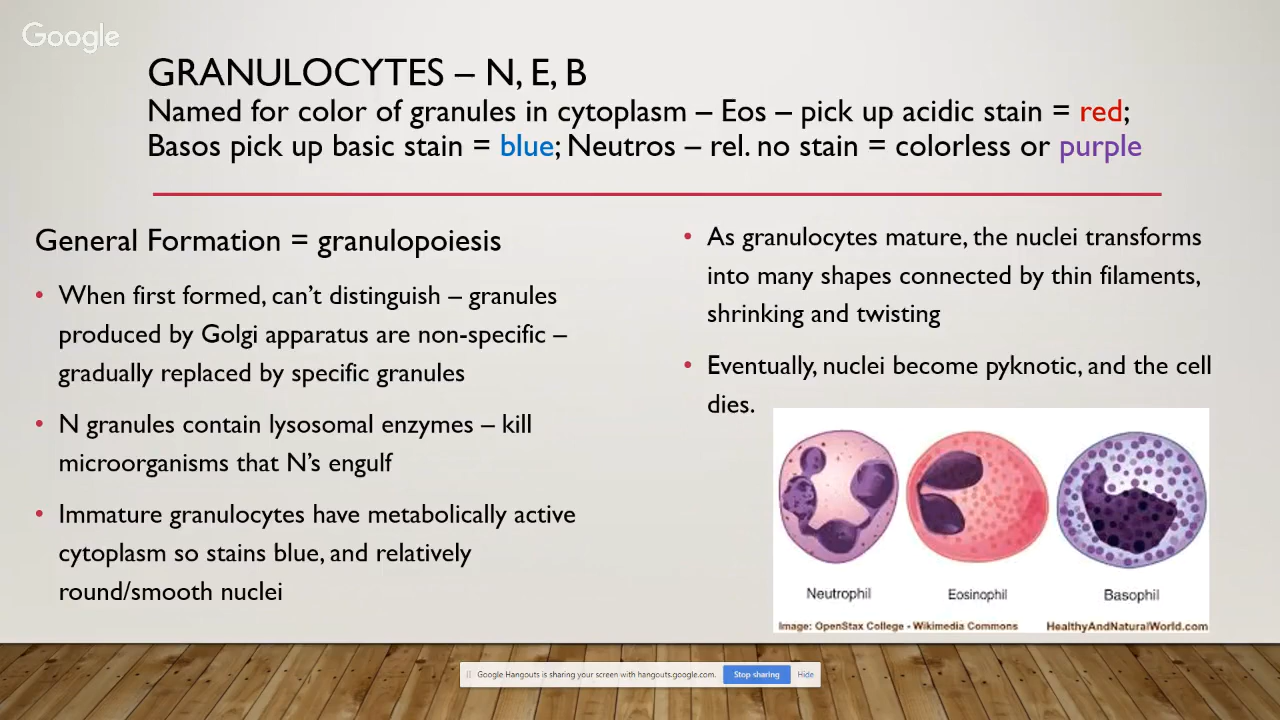 Google
GRANULOCYTES – N, E, B
Named for color of granules in cytoplasm – Eos – pick up acidic stain = red;
Basos pick up basic stain = blue; Neutros – rel. no stain = colorless or purple
General Formation = granulopoiesis
• When first formed, can't distinguish – granules
produced by Golgi apparatus are non-specific –
gradually replaced by specific granules
• N granules contain lysosomal enzymes – kill
microorganisms that N's engulf
• Immature granulocytes have metabolically active
cytoplasm so stains blue, and relatively
round/smooth nuclei
• As granulocytes mature, the nuclei transforms
into many shapes connected by thin filaments,
shrinking and twisting
• Eventually, nuclei become pyknotic, and the cell
dies.
Neutrophil Eosinophil Basophil
Image: OpenStax College - Wikimedia Commons HealthyAndNaturalWorld.com
Google Hangouts is sharing your screen with hangouts.google.com. Stop sharing Hide